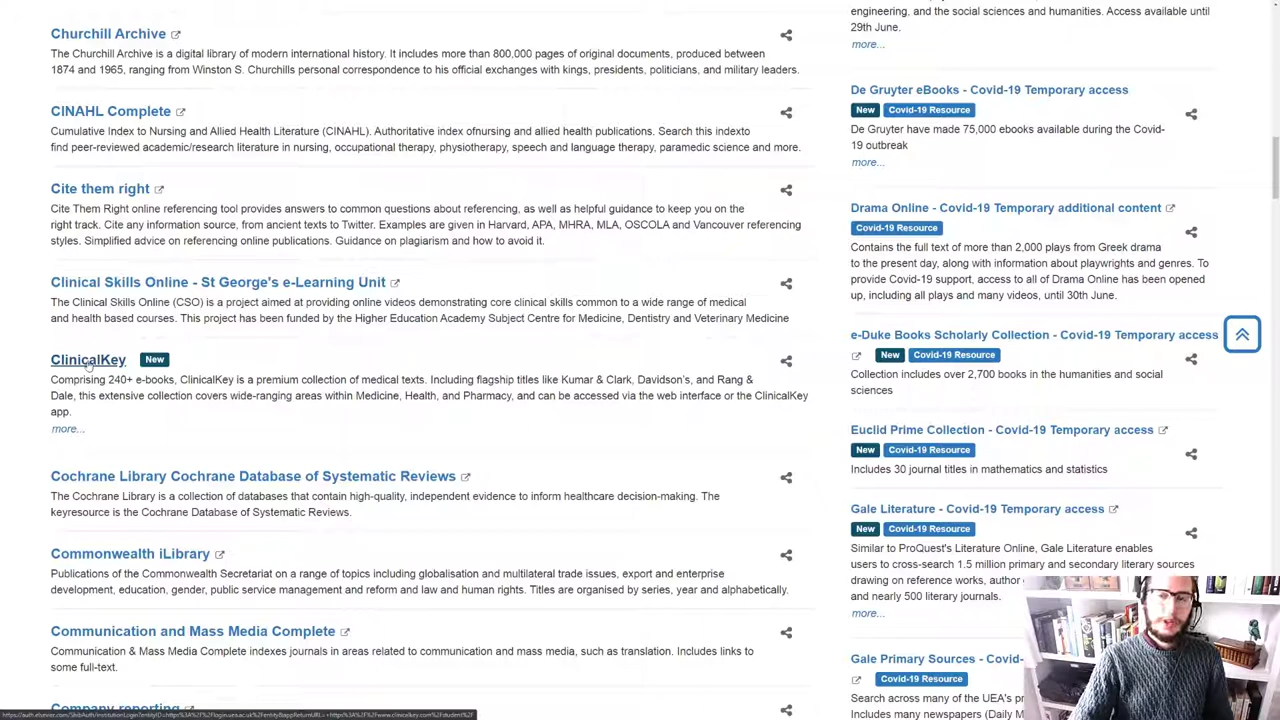 Churchill Archive
The Churchill Archive is a digital library of modern international history. It includes more than 800,000 pages of original documents, produced between
1874 and 1965, ranging from Winston S. Churchills personal correspondence to his official exchanges with kings, presidents, politicians, and military leaders.
CINAHL Complete
Cumulative Index to Nursing and Allied Health Literature (CINAHL). Authoritative index ofnursing and allied health publications. Search this indexto
find peer-reviewed academic/research literature in nursing, occupational therapy, physiotherapy, speech and language therapy, paramedic science and more.
Cite them right
Cite Them Right online referencing tool provides answers to common questions about referencing, as well as helpful guidance to keep you on the
right track. Cite any information source, from ancient texts to Twitter. Examples are given in Harvard, APA, MHRA, MLA, OSCOLA and Vancouver referencing
styles. Simplified advice on referencing online publications. Guidance on plagiarism and how to avoid it.
Clinical Skills Online - St George's e-Learning Unit
The Clinical Skills Online (CSO) is a project aimed at providing online videos demonstrating core clinical skills common to a wide range of medical
and health based courses. This project has been funded by the Higher Education Academy Subject Centre for Medicine, Dentistry and Veterinary Medicine
ClinicalKey New
Comprising 240+ e-books, ClinicalKey is a premium collection of medical texts. Including flagship titles like Kumar & Clark, Davidson's, and Rang &
Dale, this extensive collection covers wide-ranging areas within Medicine, Health, and Pharmacy, and can be accessed via the web interface or the ClinicalKey
app.
more...
Cochrane Library Cochrane Database of Systematic Reviews
The Cochrane Library is a collection of databases that contain high-quality, independent evidence to inform healthcare decision-making. The
keyresource is the Cochrane Database of Systematic Reviews.
Commonwealth iLibrary
Publications of the Commonwealth Secretariat on a range of topics including globalisation and multilateral trade issues, export and enterprise
development, education, gender, public service management and reform and law and human rights. Titles are organised by series, year and alphabetically.
Communication and Mass Media Complete
Communication & Mass Media Complete indexes journals in areas related to communication and mass media, such as translation. Includes links to
some full-text.
Company reporting
engineering, and the social sciences and humanities. Access available until
29th June.
more...
De Gruyter eBooks - Covid-19 Temporary access
New Covid-19 Resource
De Gruyter have made 75,000 ebooks available during the Covid-
19 outbreak
more...
Drama Online - Covid-19 Temporary additional content
Covid-19 Resource
Contains the full text of more than 2,000 plays from Greek drama
to the present day, along with information about playwrights and genres. To
provide Covid-19 support, access to all of Drama Online has been opened
up, including all plays and many videos, until 30th June.
e-Duke Books Scholarly Collection - Covid-19 Temporary access
New Covid-19 Resource
Collection includes over 2,700 books in the humanities and social
sciences
Euclid Prime Collection - Covid-19 Temporary access
New Covid-19 Resource
Includes 30 journal titles in mathematics and statistics
Gale Literature - Covid-19 Temporary access
New Covid-19 Resource
Similar to ProQuest's Literature Online, Gale Literature enables
users to cross-search 1.5 million primary and secondary literary sources
drawing on reference works, author
and nearly 500 literary journals.
more...
Gale Primary Sources - Covid-
Covid-19 Resource
Search across many of the UEA's pr
Includes many newspapers (Daily M